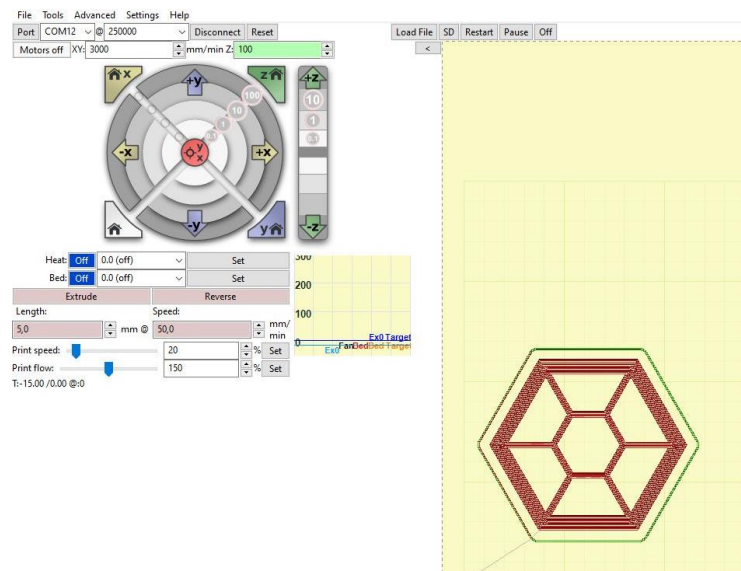 File Tools Advanced Settings Help
Port COM12 @ 250000 Disconnect Reset Load File SD Restart Pause Off
Motors off XY: 3000 mm/min Z: 100 <
x +y z +z
100 10
10
1 1
0.1 0.1
-x y x +x
-y y -z
Heat: Off 0.0 (off) Set 300
Bed: Off 0.0 (off) Set 200
Extrude Reverse
Length: Speed: 100
5,0 mm @ 50,0 mm/min 0 Ex0 Target
Print speed: 20 % Set Ex0 Fan Bed Bed Target
Print flow: 150 % Set
T:-15.00 /0.00 @:0